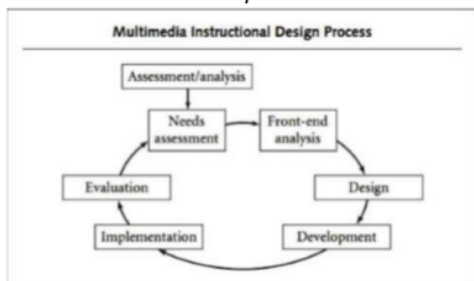 Multimedia Instructional Design Process
Assessment/analysis
Needs
assessment
Front-end
analysis
Evaluation
Design
Implementation
Development